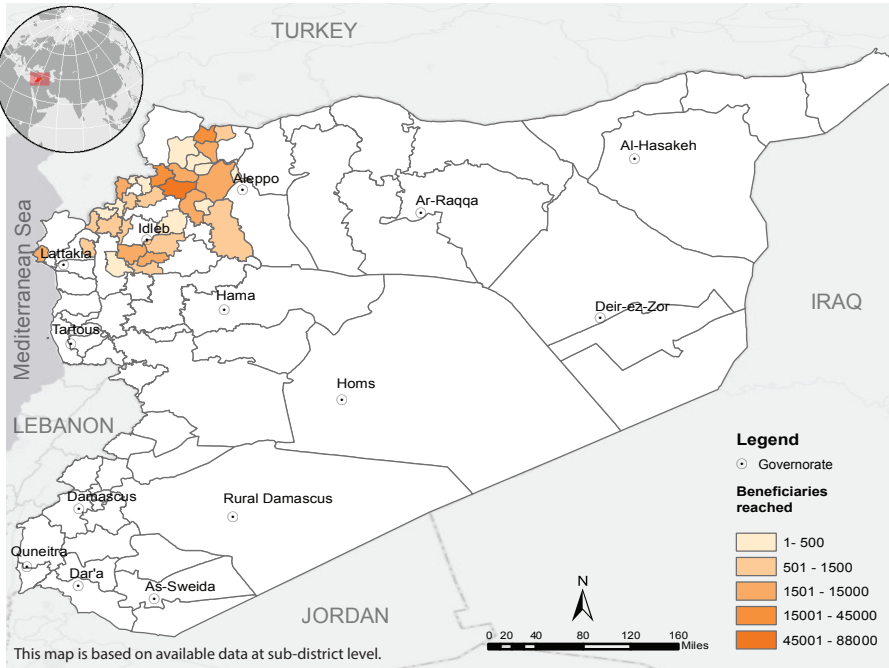 TURKEY
Al-Hasakeh
Aleppo
Ar-Raqqa
Mediterranean Sea
Idleb
Lattakia
Hama
Deir-ez-Zor
IRAQ
Tartous
Homs
LEBANON
Legend
Governorate
Beneficiaries
reached
Damascus
Rural Damascus
1- 500
Quneitra
501 - 1500
Dar'a
As-Sweida
N
1501 - 15000
15001 - 45000
JORDAN
45001 - 88000
0 20 40 80 120 160
Miles
This map is based on available data at sub-district level.